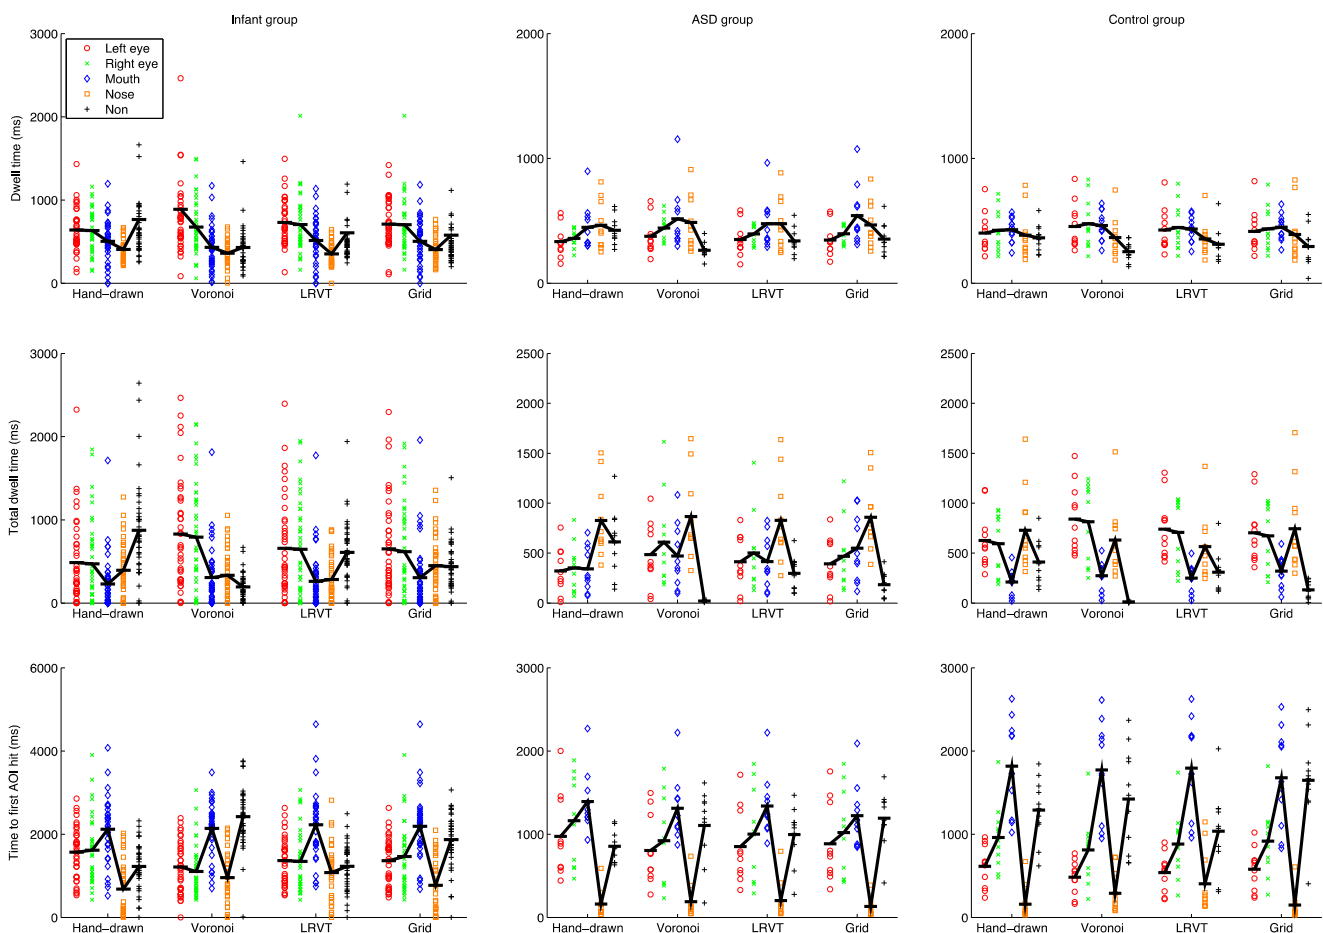 Infant group
ASD group
Control group
3000
2000
1000
0
Dwell time (ms)
Left eye
Right eye
Mouth
Nose
Non
Hand-drawn Voronoi LRVT Grid
2000
1000
0
Hand-drawn Voronoi LRVT Grid
2000
1000
0
Hand-drawn Voronoi LRVT Grid
3000
2000
1000
0
Total dwell time (ms)
Hand-drawn Voronoi LRVT Grid
2500
2000
1500
1000
500
0
Hand-drawn Voronoi LRVT Grid
2500
2000
1500
1000
500
0
Hand-drawn Voronoi LRVT Grid
6000
4000
2000
0
Time to first AOI hit (ms)
Hand-drawn Voronoi LRVT Grid
3000
2000
1000
0
Hand-drawn Voronoi LRVT Grid
3000
2000
1000
0
Hand-drawn Voronoi LRVT Grid